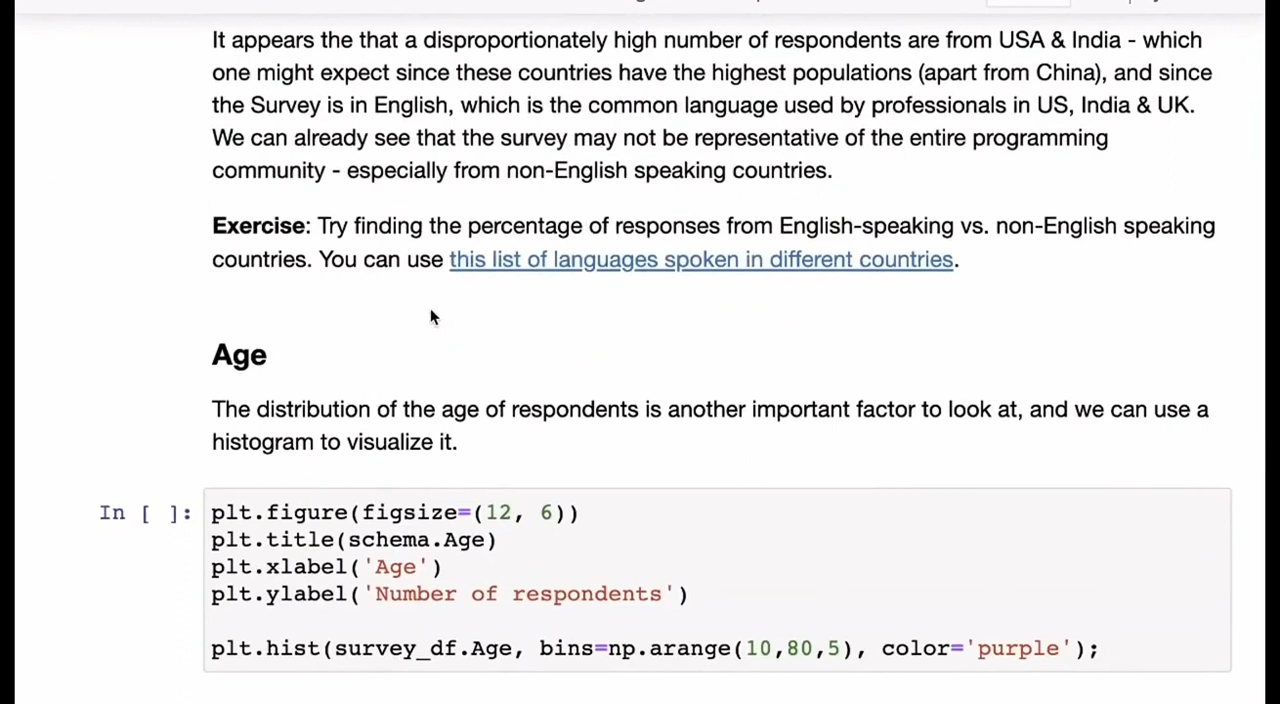 It appears the that a disproportionately high number of respondents are from USA & India - which
one might expect since these countries have the highest populations (apart from China), and since
the Survey is in English, which is the common language used by professionals in US, India & UK.
We can already see that the survey may not be representative of the entire programming
community - especially from non-English speaking countries.
Exercise: Try finding the percentage of responses from English-speaking vs. non-English speaking
countries. You can use this list of languages spoken in different countries.
Age
The distribution of the age of respondents is another important factor to look at, and we can use a
histogram to visualize it.
In [ ]: plt.figure(figsize=(12, 6))
plt.title(schema.Age)
plt.xlabel('Age')
plt.ylabel('Number of respondents')
plt.hist(survey_df.Age, bins=np.arange(10,80,5), color='purple');